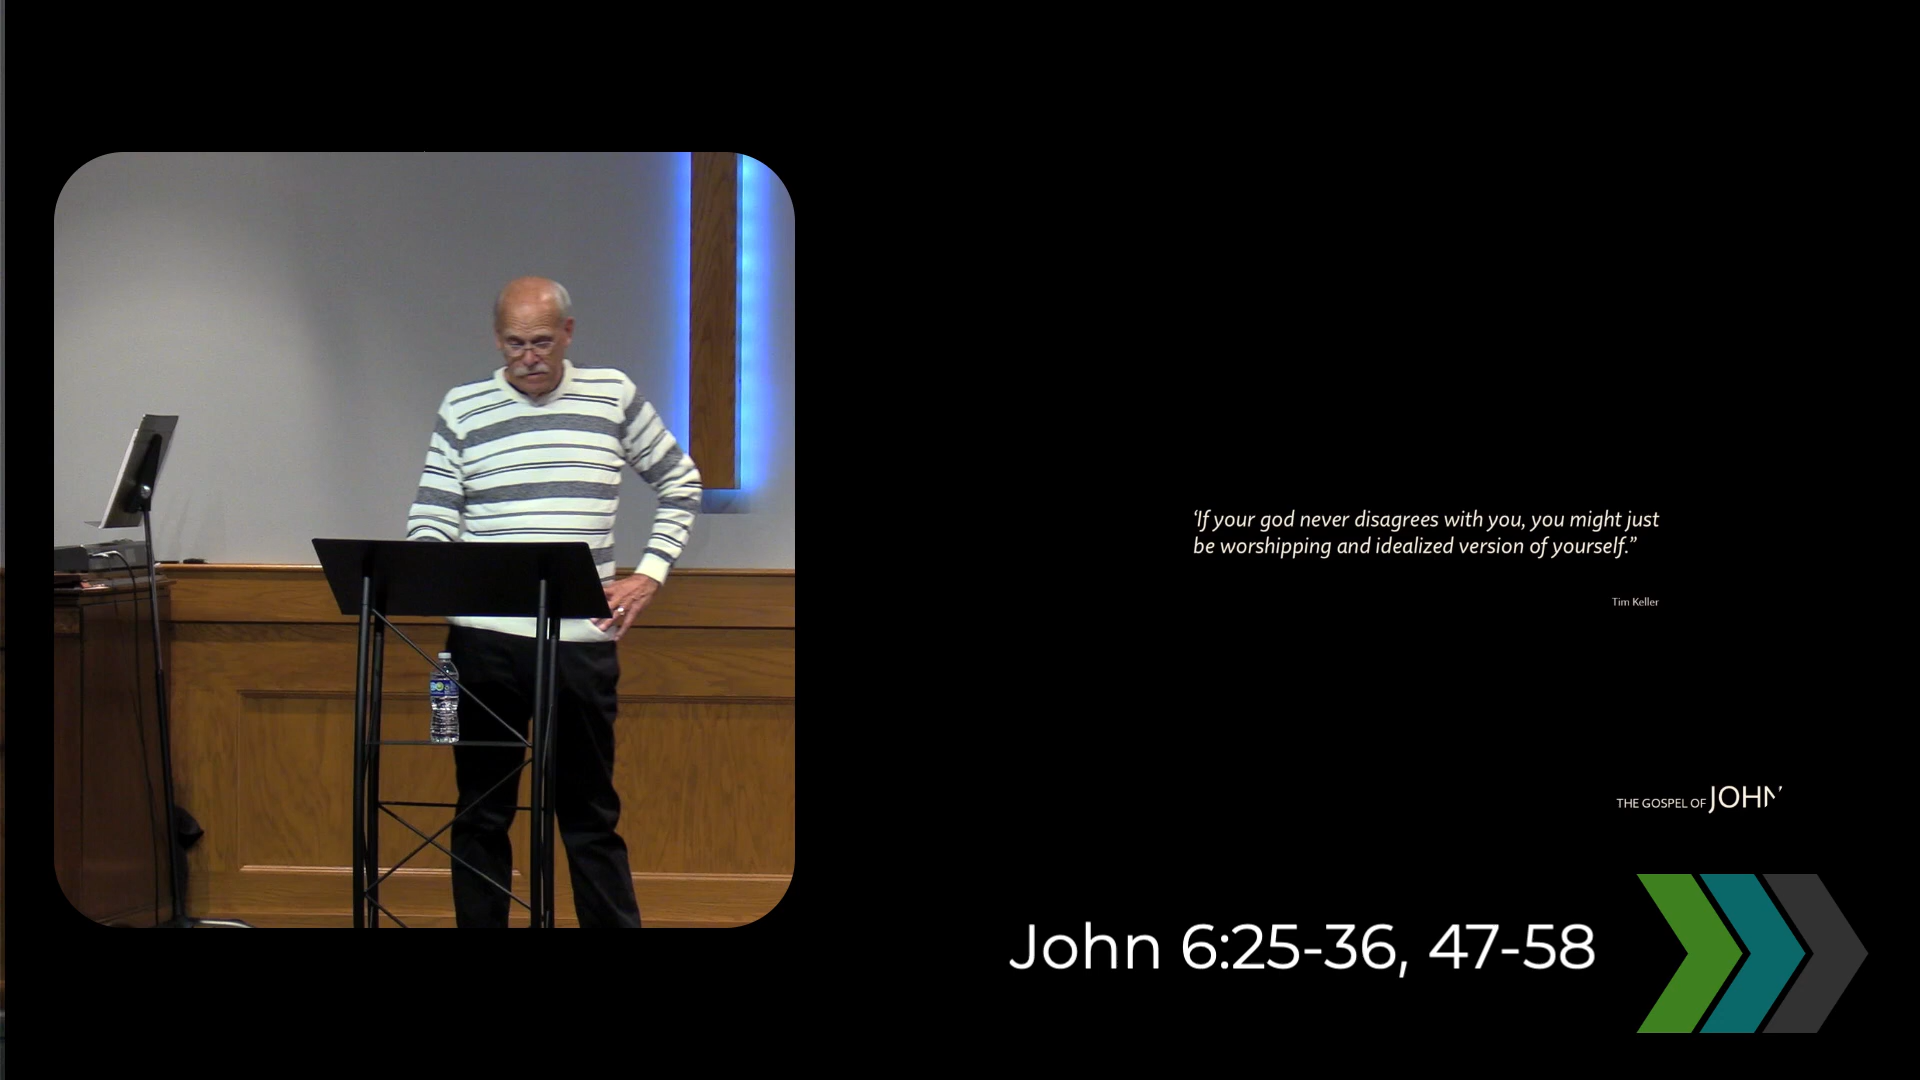 ‘If your god never disagrees with you, you might just
be worshipping and idealized version of yourself.”
Tim Keller
THE GOSPEL OF JOHN
John 6:25-36, 47-58